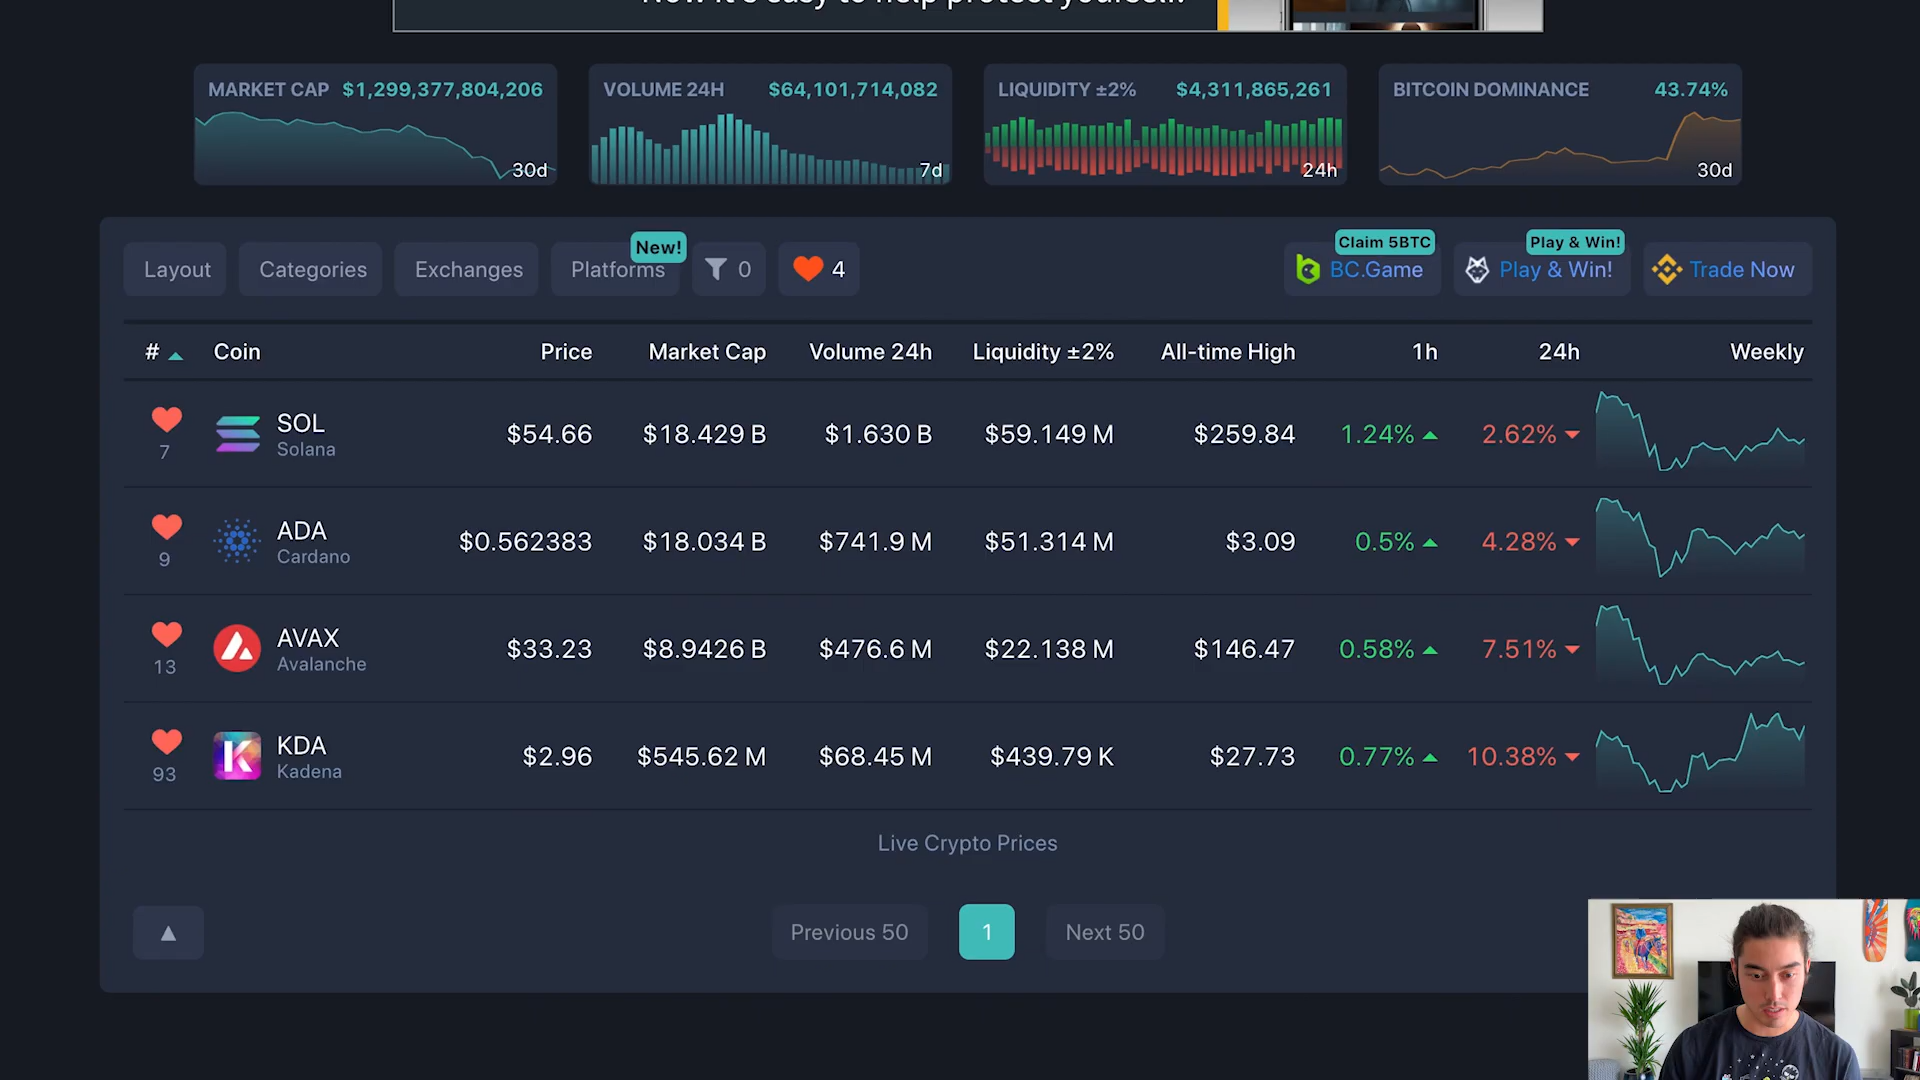 Now it's easy to help protect yourself.
MARKET CAP $1,299,377,804,206
30d
VOLUME 24H $64,101,714,082
7d
LIQUIDITY ±2% $4,311,865,261
24h
BITCOIN DOMINANCE 43.74%
30d
Layout
Categories
Exchanges
Platforms
New!
0
4
Claim 5BTC
BC.Game
Play & Win!
Play & Win!
Trade Now
# Coin Price Market Cap Volume 24h Liquidity ±2% All-time High 1h 24h Weekly
7 SOL Solana $54.66 $18.429 B $1.630 B $59.149 M $259.84 1.24% 2.62%
9 ADA Cardano $0.562383 $18.034 B $741.9 M $51.314 M $3.09 0.5% 4.28%
13 AVAX Avalanche $33.23 $8.9426 B $476.6 M $22.138 M $146.47 0.58% 7.51%
93 KDA Kadena $2.96 $545.62 M $68.45 M $439.79 K $27.73 0.77% 10.38%
Live Crypto Prices
Previous 50 1 Next 50